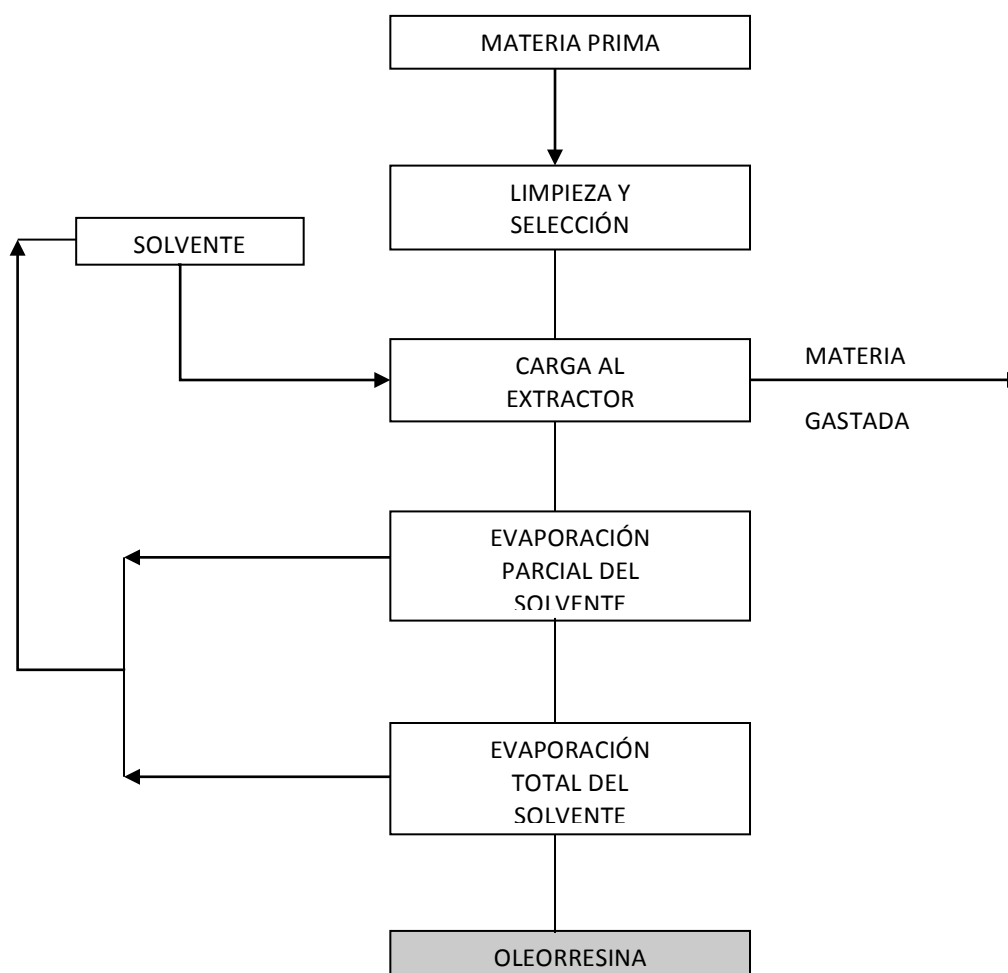 MATERIA PRIMA
LIMPIEZA Y
SELECCIÓN
SOLVENTE
CARGA AL
EXTRACTOR
MATERIA
GASTADA
EVAPORACIÓN
PARCIAL DEL
SOLVENTE
EVAPORACIÓN
TOTAL DEL
SOLVENTE
OLEORRESINA